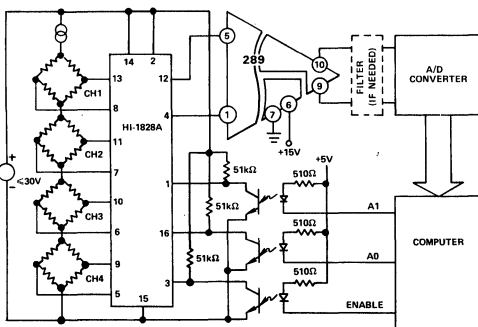 14 2
5
289
10
9
FILTER
(IF NEEDED)
A/D
CONVERTER
12
13
CH1
8
HI-1828A
4
1
7
6
+15V
11
CH2
7
+
≤30V
-
10
CH3
6
9
CH4
5
15
51kΩ
1
51kΩ
16
51kΩ
3
+5V
510Ω
A1
510Ω
A0
510Ω
ENABLE
COMPUTER